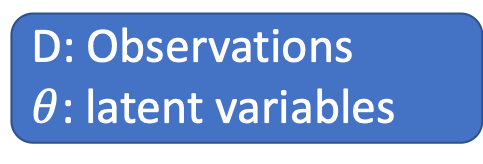 D: Observations
𝜃: latent variables